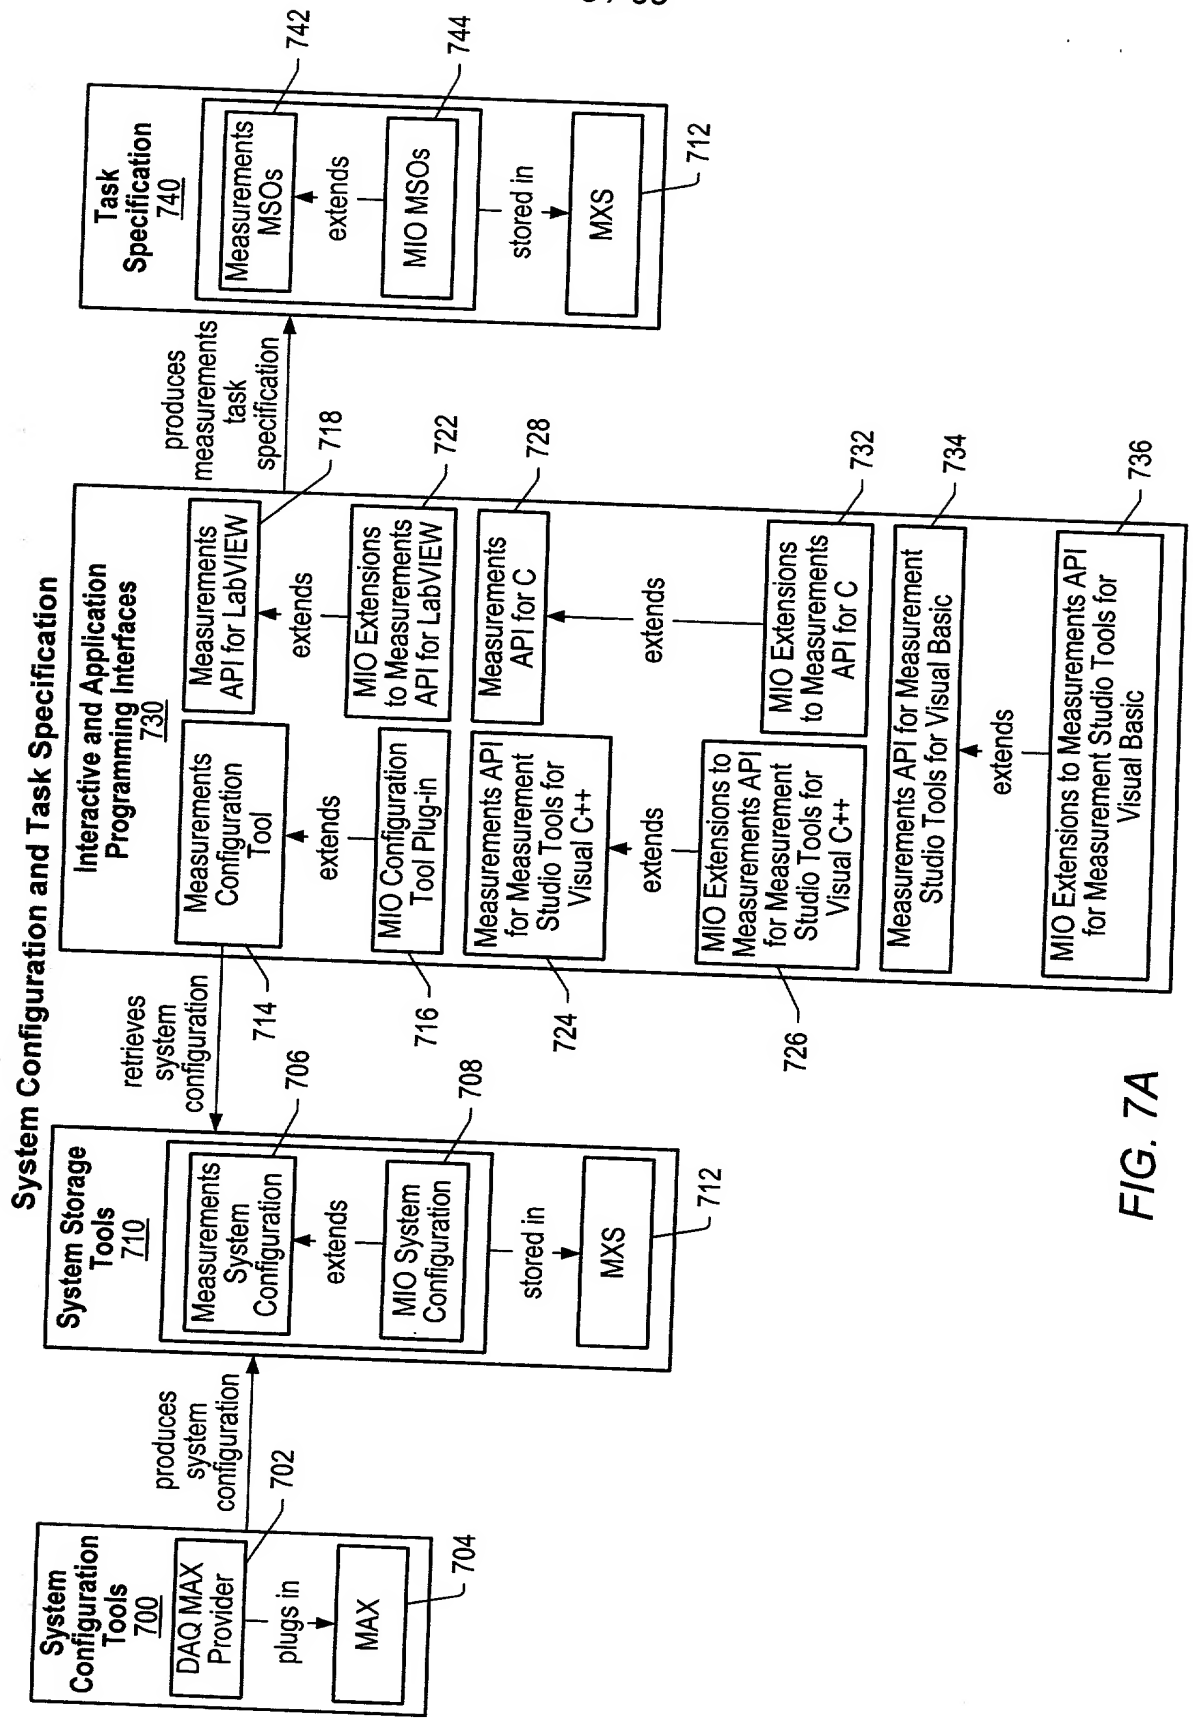 System Configuration and Task Specification
System
Configuration
Tools
700
DAQ MAX
Provider
702
plugs in
MAX
704
produces
system
configuration
System Storage
Tools
710
Measurements
System
Configuration
706
extends
MIO System
Configuration
708
stored in
MXS
712
retrieves
system
configuration
Interactive and Application
Programming Interfaces
730
Measurements
Configuration
Tool
714
extends
MIO Configuration
Tool Plug-in
716
Measurements
API for LabVIEW
718
extends
MIO Extensions
to Measurements
API for LabVIEW
722
Measurements API
for Measurement
Studio Tools for
Visual C++
724
extends
MIO Extensions to
Measurements API
for Measurement
Studio Tools for
Visual C++
726
Measurements
API for C
728
extends
MIO Extensions
to Measurements
API for C
732
Measurements API for Measurement
Studio Tools for Visual Basic
734
extends
MIO Extensions to Measurements API
for Measurement Studio Tools for
Visual Basic
736
produces
measurements
task
specification
Task
Specification
740
Measurements
MSOs
742
extends
MIO MSOs
744
stored in
MXS
712
FIG. 7A